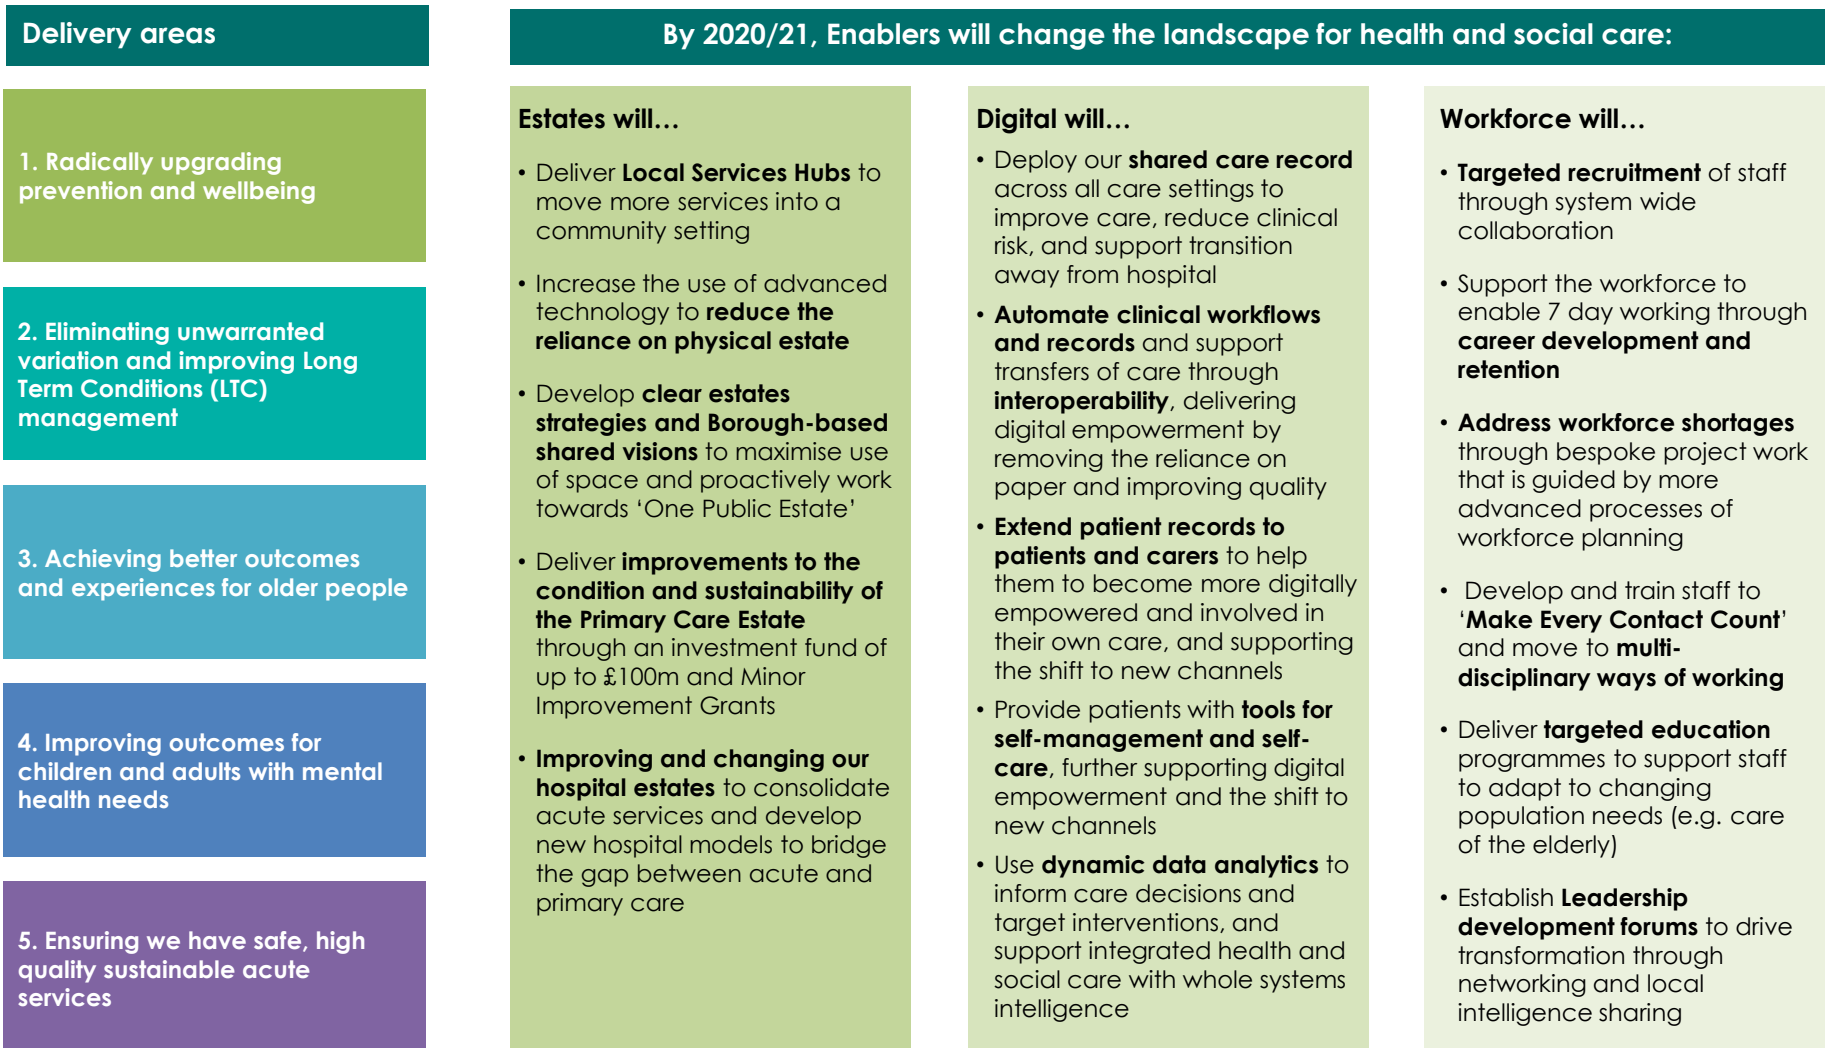 Delivery areas
1. Radically upgrading
prevention and wellbeing
2. Eliminating unwarranted
variation and improving Long
Term Conditions (LTC)
management
3. Achieving better outcomes
and experiences for older people
4. Improving outcomes for
children and adults with mental
health needs
5. Ensuring we have safe, high
quality sustainable acute
services
By 2020/21, Enablers will change the landscape for health and social care:
Estates will…
• Deliver Local Services Hubs to
move more services into a
community setting
• Increase the use of advanced
technology to reduce the
reliance on physical estate
• Develop clear estates
strategies and Borough-based
shared visions to maximise use
of space and proactively work
towards ‘One Public Estate’
• Deliver improvements to the
condition and sustainability of
the Primary Care Estate
through an investment fund of
up to £100m and Minor
Improvement Grants
• Improving and changing our
hospital estates to consolidate
acute services and develop
new hospital models to bridge
the gap between acute and
primary care
Digital will…
• Deploy our shared care record
across all care settings to
improve care, reduce clinical
risk, and support transition
away from hospital
• Automate clinical workflows
and records and support
transfers of care through
interoperability, delivering
digital empowerment by
removing the reliance on
paper and improving quality
• Extend patient records to
patients and carers to help
them to become more digitally
empowered and involved in
their own care, and supporting
the shift to new channels
• Provide patients with tools for
self-management and self-
care, further supporting digital
empowerment and the shift to
new channels
• Use dynamic data analytics to
inform care decisions and
target interventions, and
support integrated health and
social care with whole systems
intelligence
Workforce will…
• Targeted recruitment of staff
through system wide
collaboration
• Support the workforce to
enable 7 day working through
career development and
retention
• Address workforce shortages
through bespoke project work
that is guided by more
advanced processes of
workforce planning
• Develop and train staff to
‘Make Every Contact Count’
and move to multi-
disciplinary ways of working
• Deliver targeted education
programmes to support staff
to adapt to changing
population needs (e.g. care
of the elderly)
• Establish Leadership
development forums to drive
transformation through
networking and local
intelligence sharing